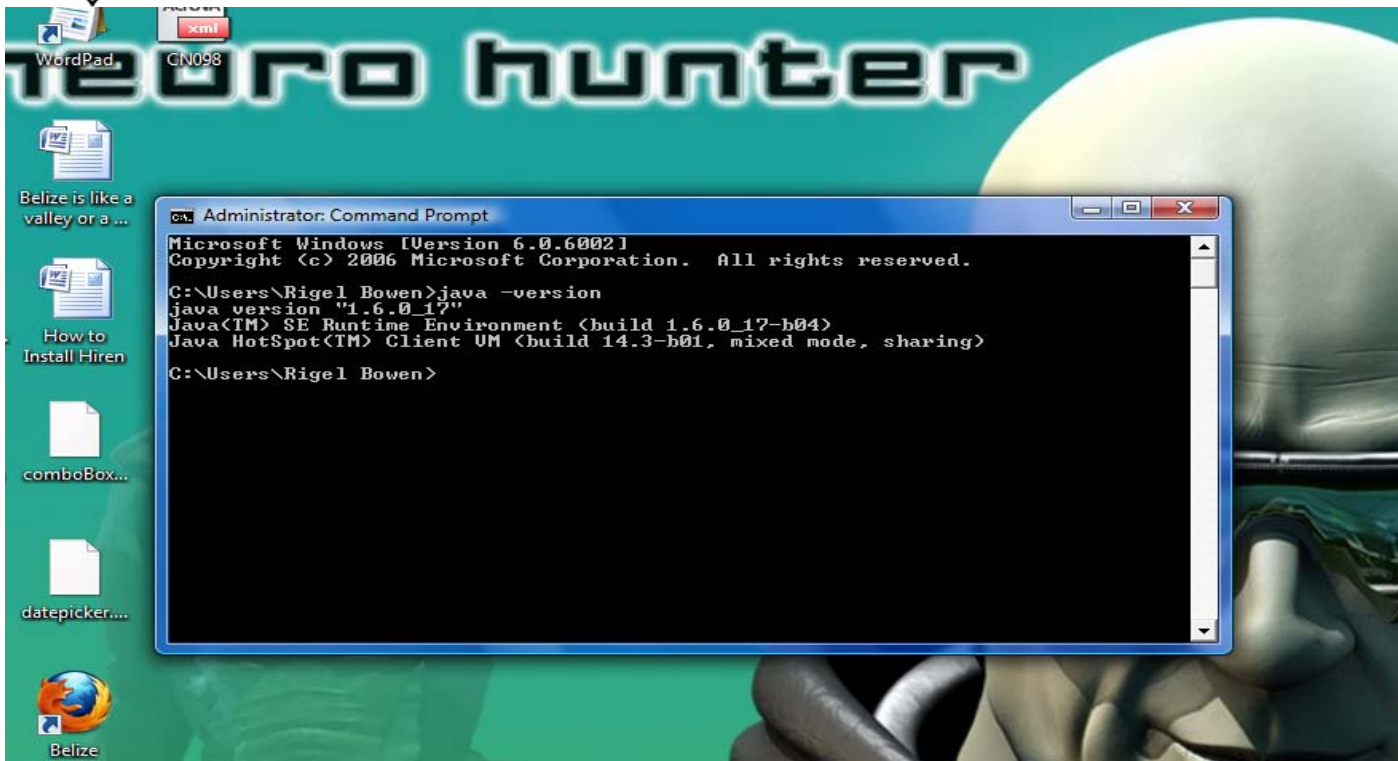 WordPad
xml
CN098
negro hunter
Belize is like a
valley or a ...
How to
Install Hiren
comboBox...
datepicker....
Belize
Administrator: Command Prompt
C:\.
Microsoft Windows [Version 6.0.6002]
Copyright (c) 2006 Microsoft Corporation.  All rights reserved.
C:\Users\Rigel Bowen>java -version
java version "1.6.0_17"
Java(TM) SE Runtime Environment (build 1.6.0_17-b04)
Java HotSpot(TM) Client VM (build 14.3-b01, mixed mode, sharing)
C:\Users\Rigel Bowen>